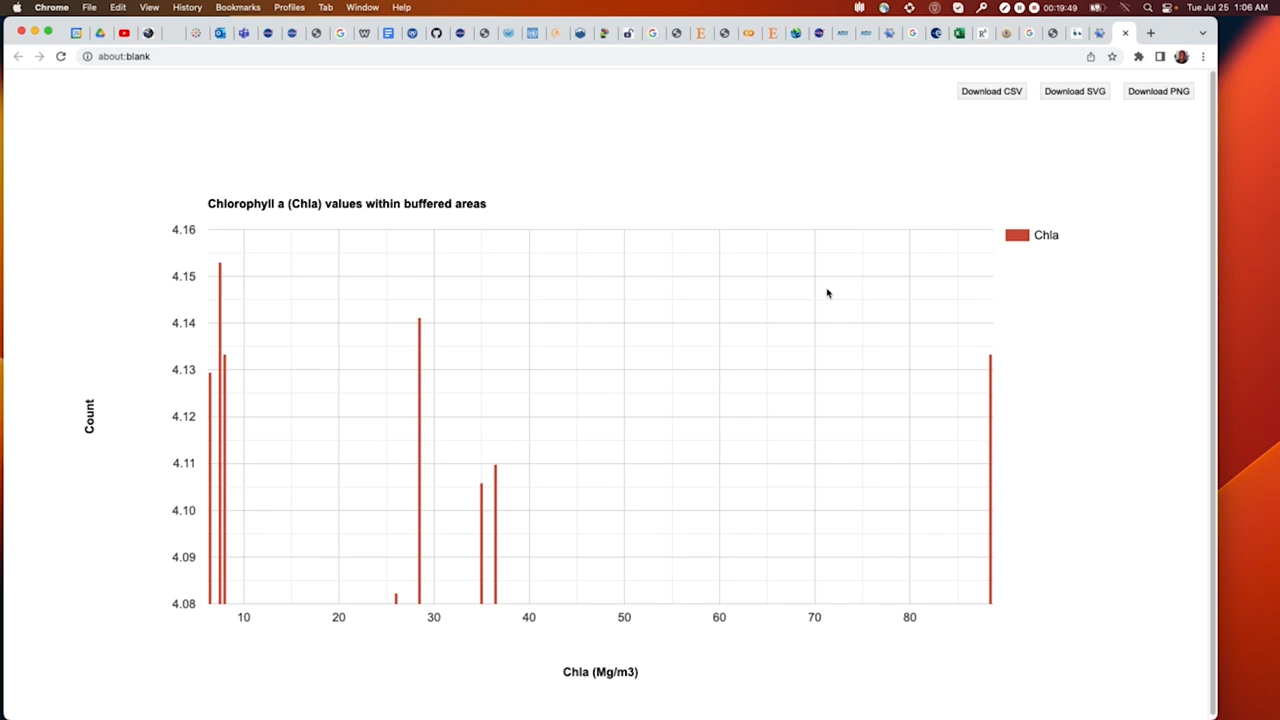 Chrome File Edit View History Bookmarks Profiles Tab Window Help 00:19:49 Tue Jul 25 1:06 AM
about:blank
Download CSV Download SVG Download PNG
Chlorophyll a (Chla) values within buffered areas
Chla
Count
4.16
4.15
4.14
4.13
4.12
4.11
4.10
4.09
4.08
10 20 30 40 50 60 70 80
Chla (Mg/m3)